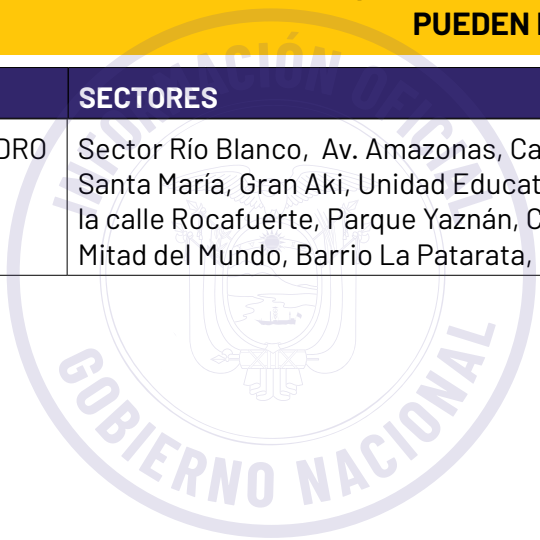 PUEDEN
SECTORES
DRO
Sector Río Blanco, Av. Amazonas, Ca
Santa María, Gran Aki, Unidad Educat
la calle Rocafuerte, Parque Yaznán, C
Mitad del Mundo, Barrio La Patarata,
INFORMACIÓN OFICIAL
GOBIERNO NACIONAL